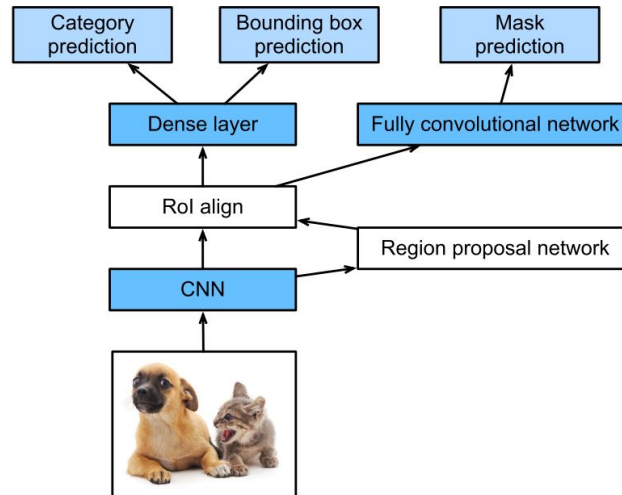 Category
prediction
Bounding box
prediction
Mask
prediction
Dense layer
Fully convolutional network
RoI align
Region proposal network
CNN